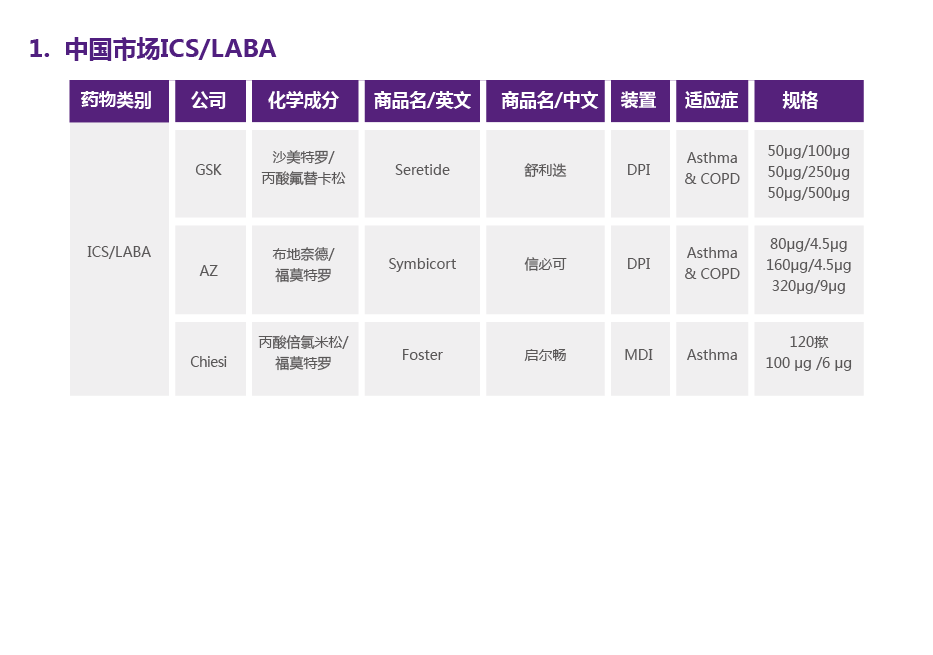 1. 中国市场ICS/LABA
药物类别 公司 化学成分 商品名/英文 商品名/中文 装置 适应症 规格
ICS/LABA
GSK
沙美特罗/
丙酸氟替卡松
Seretide
舒利迭
DPI
Asthma
& COPD
50μg/100μg
50μg/250μg
50μg/500μg
AZ
布地奈德/
福莫特罗
Symbicort
信必可
DPI
Asthma
& COPD
80μg/4.5μg
160μg/4.5μg
320μg/9μg
Chiesi
丙酸倍氯米松/
福莫特罗
Foster
启尔畅
MDI
Asthma
120揿
100 μg /6 μg